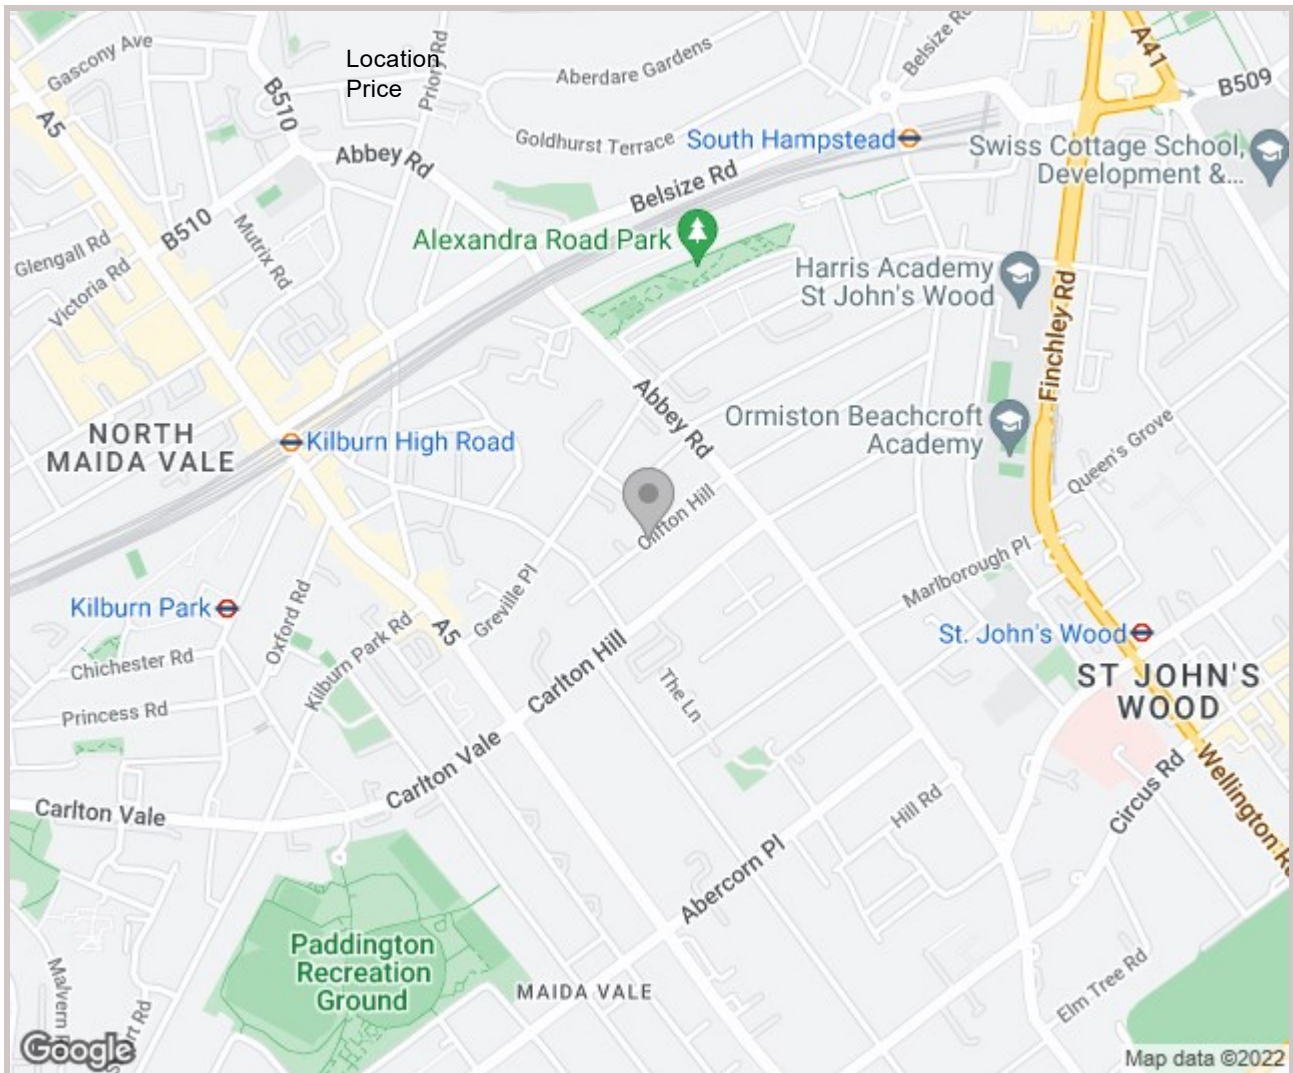 Location
Price
Gascony Ave
B510
Priory Rd
Aberdare Gardens
Belsize Rd
A41
B509
A5
Abbey Rd
Goldhurst Terrace
South Hampstead
Swiss Cottage School,
Development &...
Belsize Rd
B510
Mutrix Rd
Glengall Rd
Victoria Rd
Alexandra Road Park
Harris Academy
St John's Wood
Finchley Rd
Abbey Rd
Ormiston Beachcroft
Academy
Queen's Grove
NORTH
MAIDA VALE
Kilburn High Road
Clifton Hill
Marlborough Pl
Greville Pl
Kilburn Park
Oxford Rd
Kilburn Park Rd
A5
St. John's Wood
Chichester Rd
Carlton Hill
The Ln
ST JOHN'S
WOOD
Princess Rd
Carlton Vale
Wellington
Carlton Vale
Hill Rd
Circus Rd
Abercorn Pl
Paddington
Recreation
Ground
MAIDA VALE
Malvern
Elm Tree Rd
Google
Map data ©2022